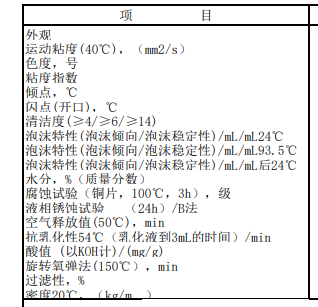 项 目
外观
运动粘度(40℃)，（mm2/s）
色度，号
粘度指数
倾点，℃
闪点(开口)，℃
清洁度(≥4/≥6/≥14)
泡沫特性(泡沫倾向/泡沫稳定性)/mL/mL24℃
泡沫特性(泡沫倾向/泡沫稳定性)/mL/mL93.5℃
泡沫特性(泡沫倾向/泡沫稳定性)/mL/mL后24℃
水分，%（质量分数）
腐蚀试验（铜片，100℃，3h），级
液相锈蚀试验 （24h）/B法
空气释放值(50℃)，min
抗乳化性54℃（乳化液到3mL的时间）/min
酸值（以KOH计)/(mg/g)
旋转氧弹法(150℃），min
过滤性，%
密度20℃，（kg/m